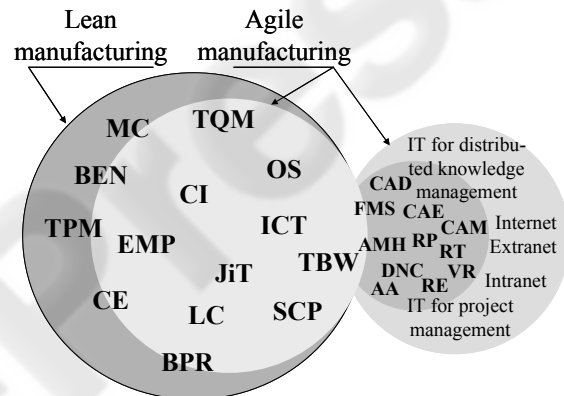 Lean
manufacturing
Agile
manufacturing
MC
TQM
BEN
OS
CI
TPM
EMP
ICT
JiT
TBW
CE
LC
SCP
BPR
IT for distribu-
ted knowledge
management
CAD
FMS
CAE
CAM
Internet
AMH
RP
RT
Extranet
DNC
VR
Intranet
AA
RE
IT for project
management